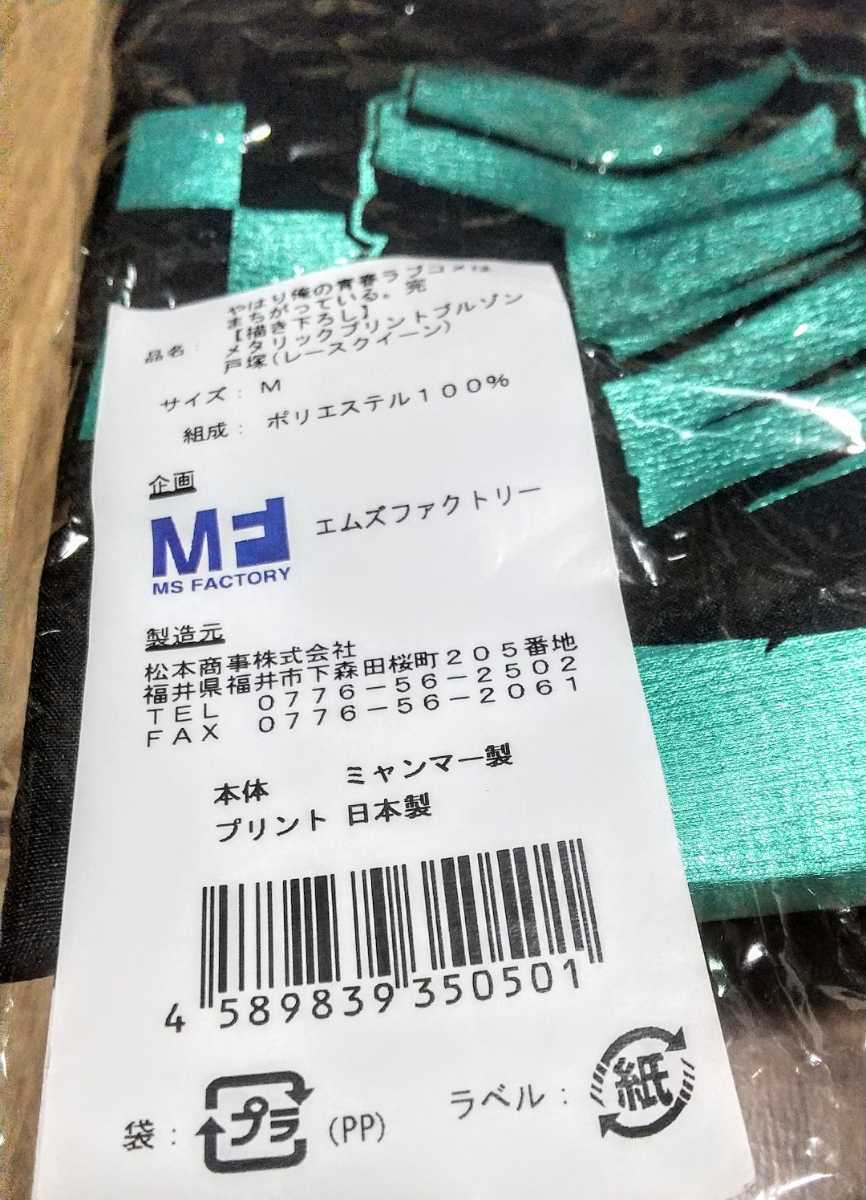 やはり俺の青春ラブコメは
まちがっている。完
【描き下ろし】
メタリックプリントブルゾン
戸塚(レースクイーン)
品名:
サイズ: M
組成: ポリエステル100%
企画
MF
MS FACTORY
エムズファクトリー
製造元
松本商事株式会社
福井県福井市下森田桜町205番地
TEL 0776-56-2502
FAX 0776-56-2061
本体 ミャンマー製
プリント 日本製
4 589839 350501
袋: プラ (PP)
ラベル: 紙